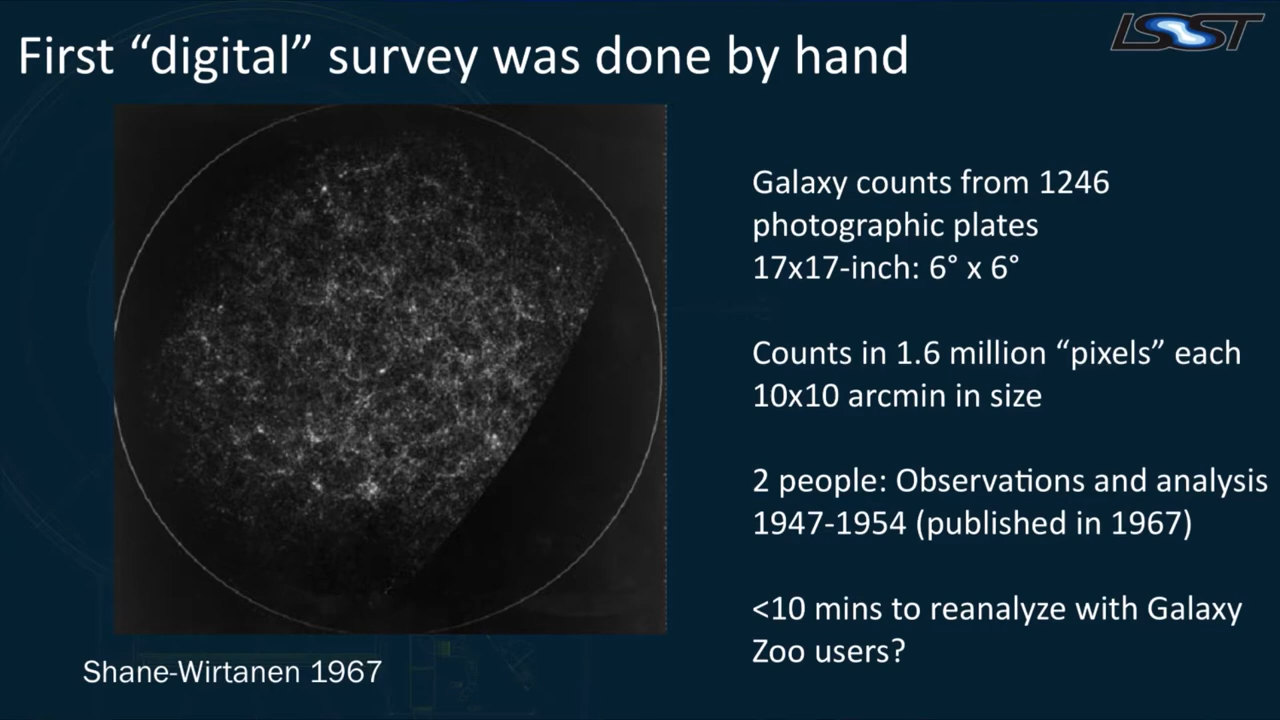 First “digital” survey was done by hand
LSST
Galaxy counts from 1246
photographic plates
17x17-inch: 6° x 6°
Counts in 1.6 million “pixels” each
10x10 arcmin in size
2 people: Observations and analysis
1947-1954 (published in 1967)
<10 mins to reanalyze with Galaxy
Zoo users?
Shane-Wirtanen 1967